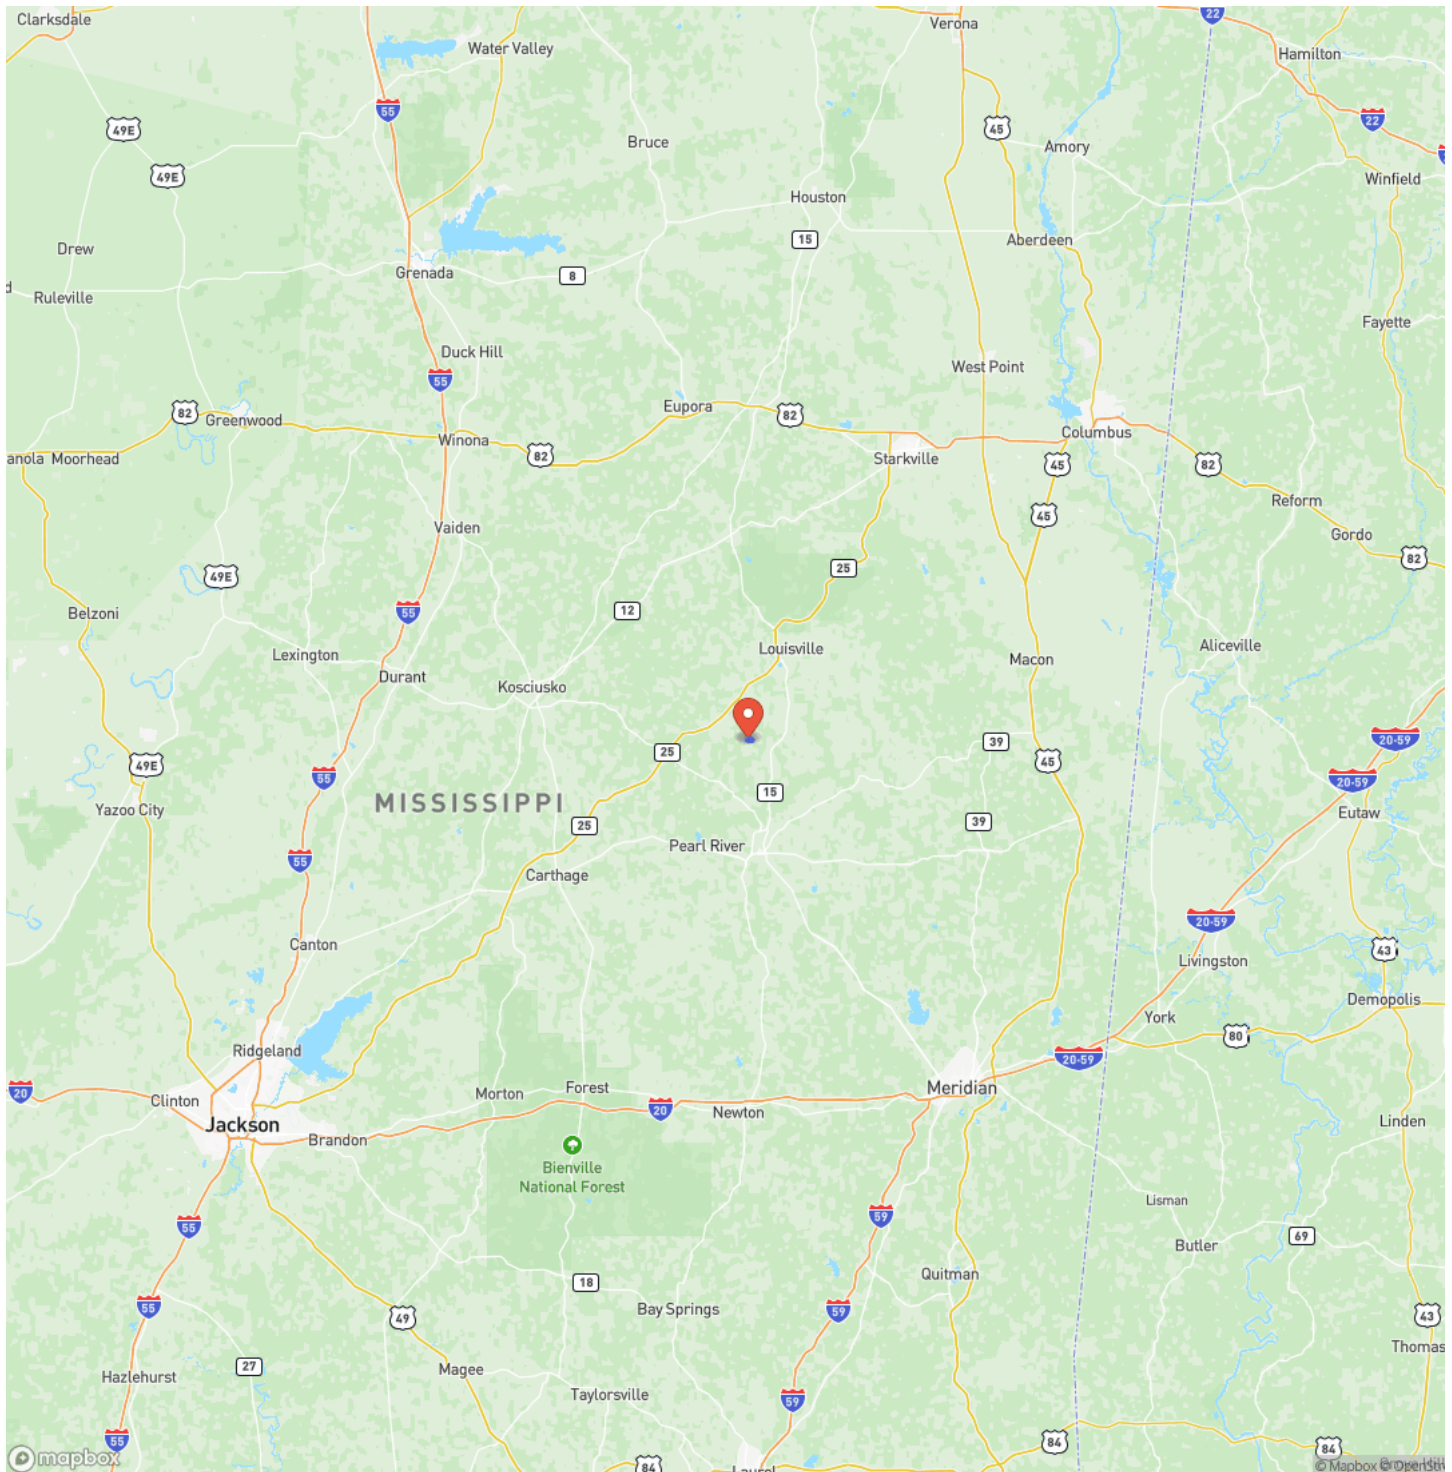 Clarksdale
Verona
22
Water Valley
Hamilton
55
49E
45
22
Bruce
Amory
49E
Winfield
Houston
Drew
15
Aberdeen
Grenada
8
Ruleville
Fayette
Duck Hill
West Point
55
Eupora
82
82
Greenwood
Columbus
Winona
82
Starkville
anola
Moorhead
45
82
Reform
45
Vaiden
Gordo
82
49E
25
Belzoni
55
12
Lexington
Louisville
Macon
Aliceville
Durant
Kosciusko
25
39
20-59
49E
55
45
20-59
15
MISSISSIPPI
Yazoo City
25
39
Eutaw
55
Pearl River
Carthage
20-59
Canton
43
Livingston
Demopolis
York
80
Ridgeland
20-59
20
Clinton
Morton
Forest
20
Newton
Meridian
Jackson
Brandon
Linden
Bienville
National Forest
Lisman
55
59
69
Butler
Quitman
18
55
49
Bay Springs
59
43
Thomas
27
Hazlehurst
Magee
Taylorsville
59
55
84
84
84
Laurel
mapbox
© Mapbox © OpenStr